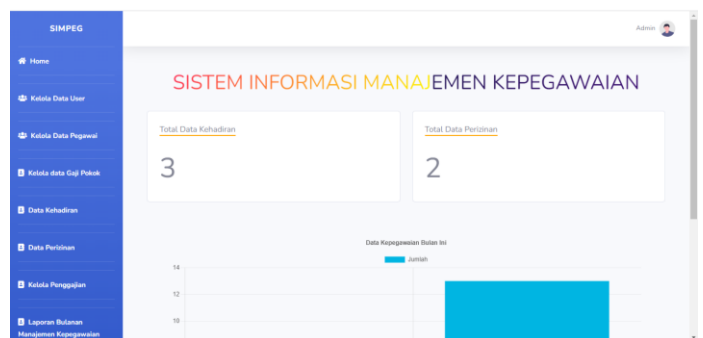 SIMPEG
Admin
Home
Kelola Data User
Kelola Data Pegawai
Kelola data Gaji Pokok
Data Kehadiran
Data Perizinan
Kelola Penggajian
Laporan Bulanan
Manajemen Kepegawaian
SISTEM INFORMASI MANAJEMEN KEPEGAWAIAN
Total Data Kehadiran
3
Total Data Perizinan
2
Data Kepegawaian Bulan Ini
Jumlah
14
12
10